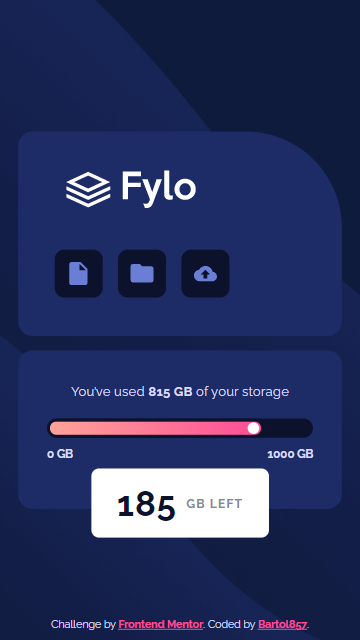 Fylo
You've used 815 GB of your storage
0 GB 1000 GB
185 GB LEFT
Challenge by Frontend Mentor. Coded by Bartol857.